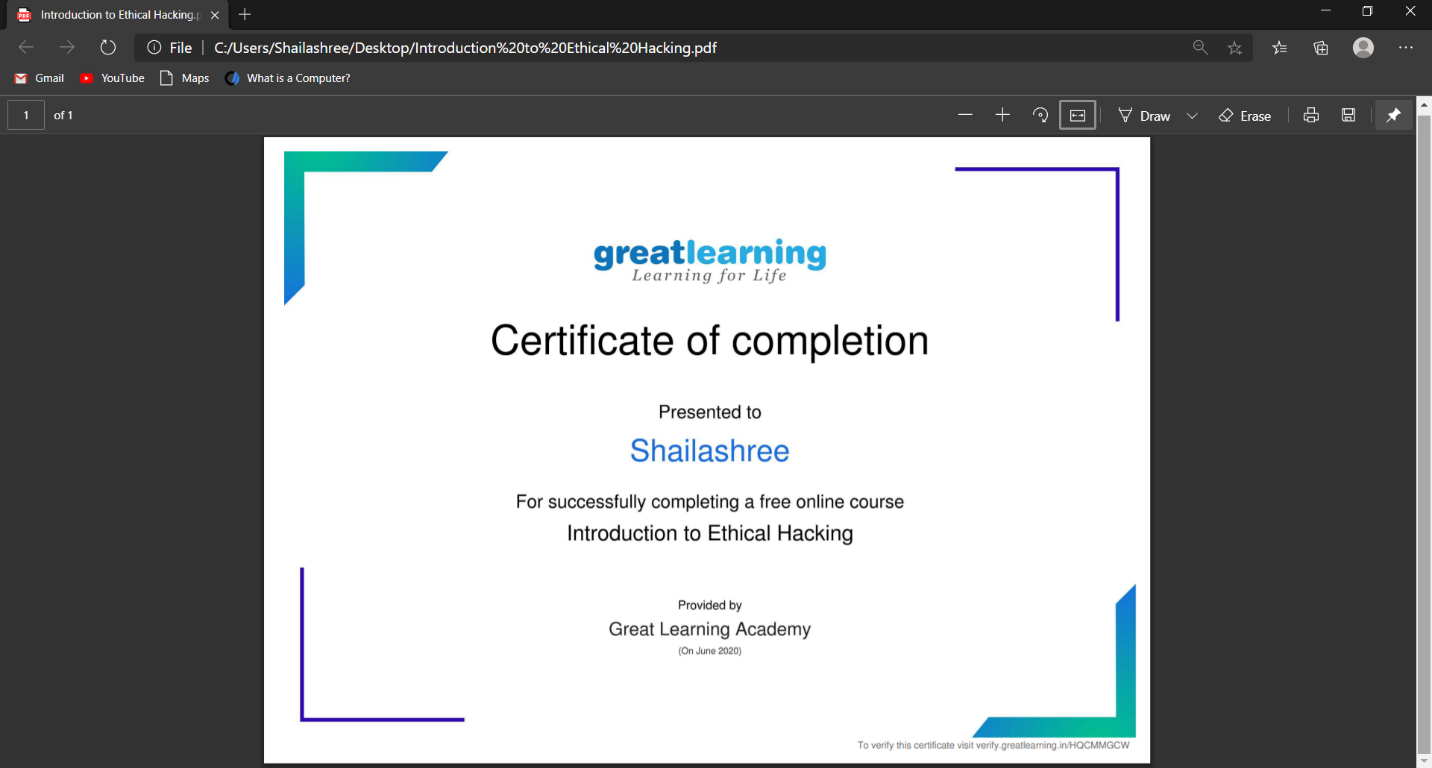 Introduction to Ethical Hacking.p
File
C:/Users/Shailashree/Desktop/Introduction%20to%20Ethical%20Hacking.pdf
Gmail YouTube Maps What is a Computer?
1 of 1
Draw Erase
greatlearning
Learning for Life
Certificate of completion
Presented to
Shailashree
For successfully completing a free online course
Introduction to Ethical Hacking
Provided by
Great Learning Academy
(On June 2020)
To verify this certificate visit verify.greatlearning.in/HQCMMGCW